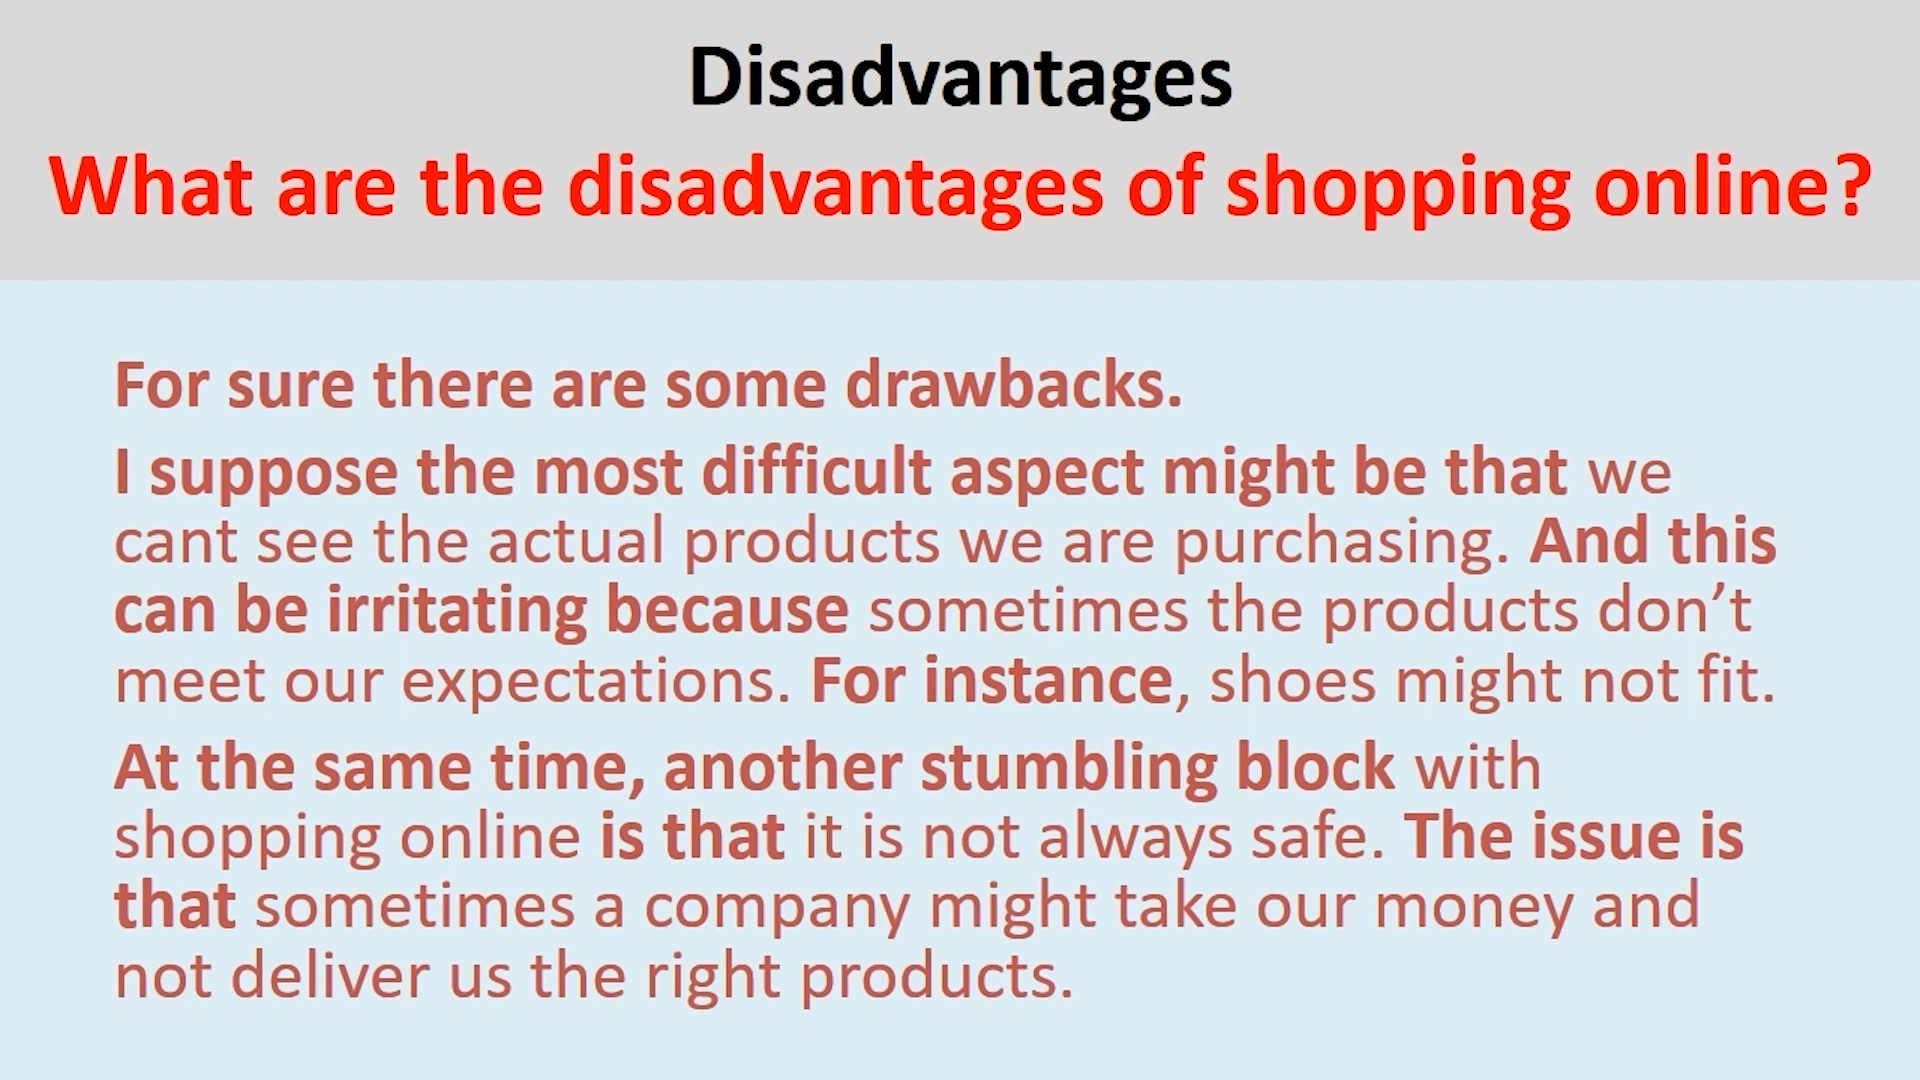 Disadvantages
What are the disadvantages of shopping online?
For sure there are some drawbacks.
I suppose the most difficult aspect might be that we
cant see the actual products we are purchasing. And this
can be irritating because sometimes the products don’t
meet our expectations. For instance, shoes might not fit.
At the same time, another stumbling block with
shopping online is that it is not always safe. The issue is
that sometimes a company might take our money and
not deliver us the right products.